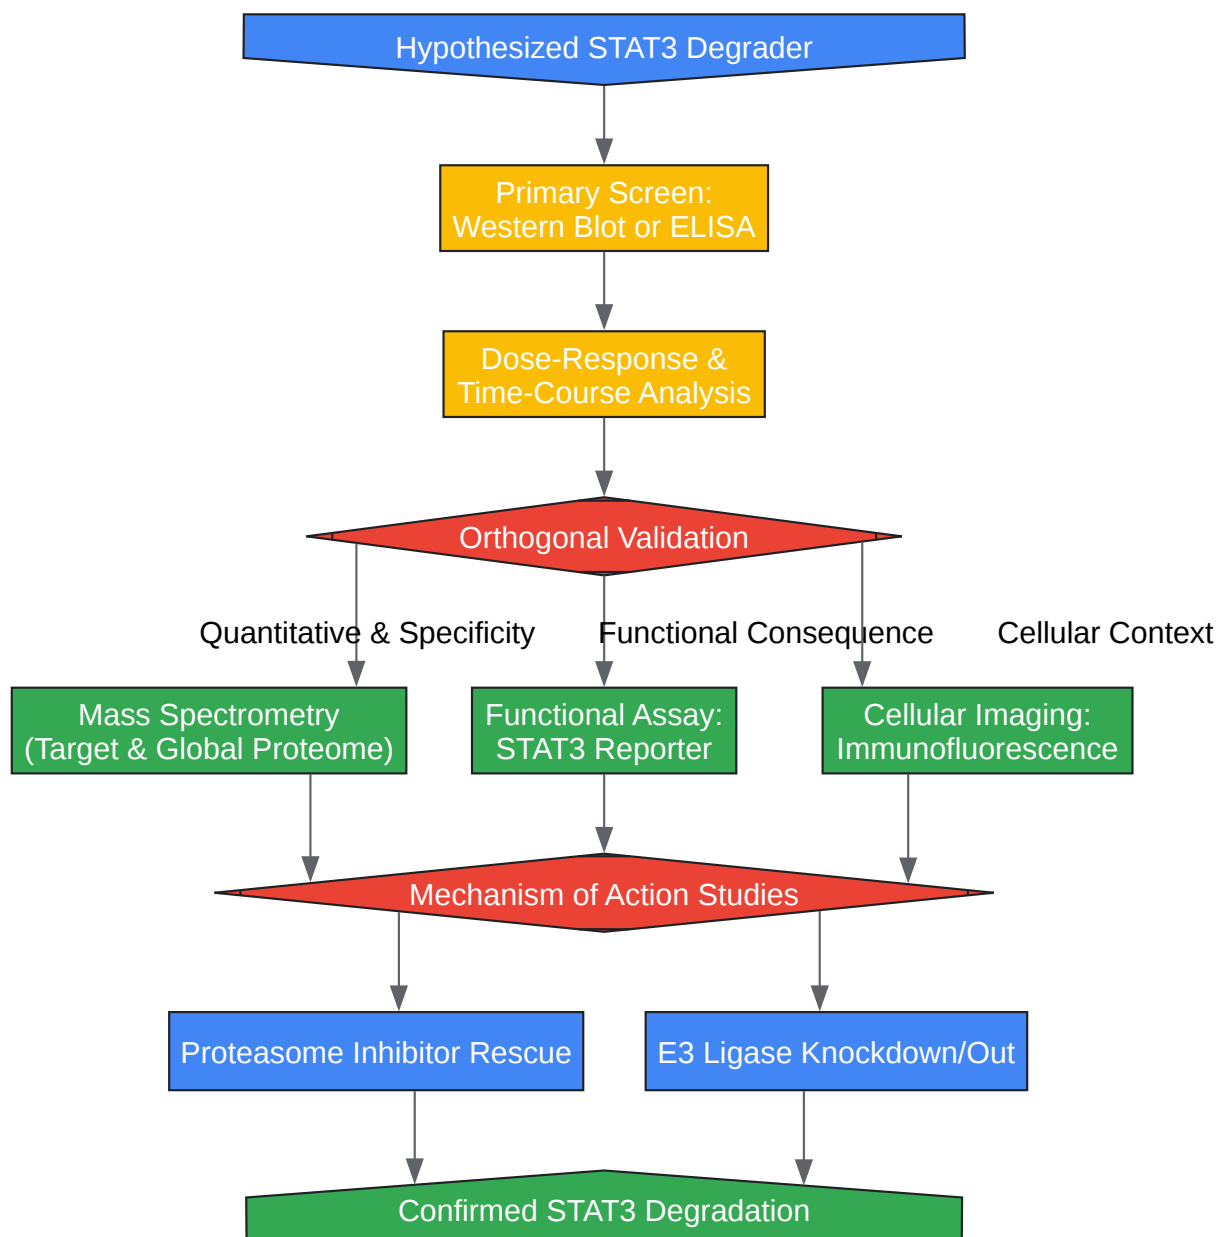 Hypothesized STAT3 Degrader
Primary Screen:
Western Blot or ELISA
Dose-Response &
Time-Course Analysis
Orthogonal Validation
Quantitative & Specificity
Functional Consequence
Cellular Context
Mass Spectrometry
(Target & Global Proteome)
Functional Assay:
STAT3 Reporter
Cellular Imaging:
Immunofluorescence
Mechanism of Action Studies
Proteasome Inhibitor Rescue
E3 Ligase Knockdown/Out
Confirmed STAT3 Degradation